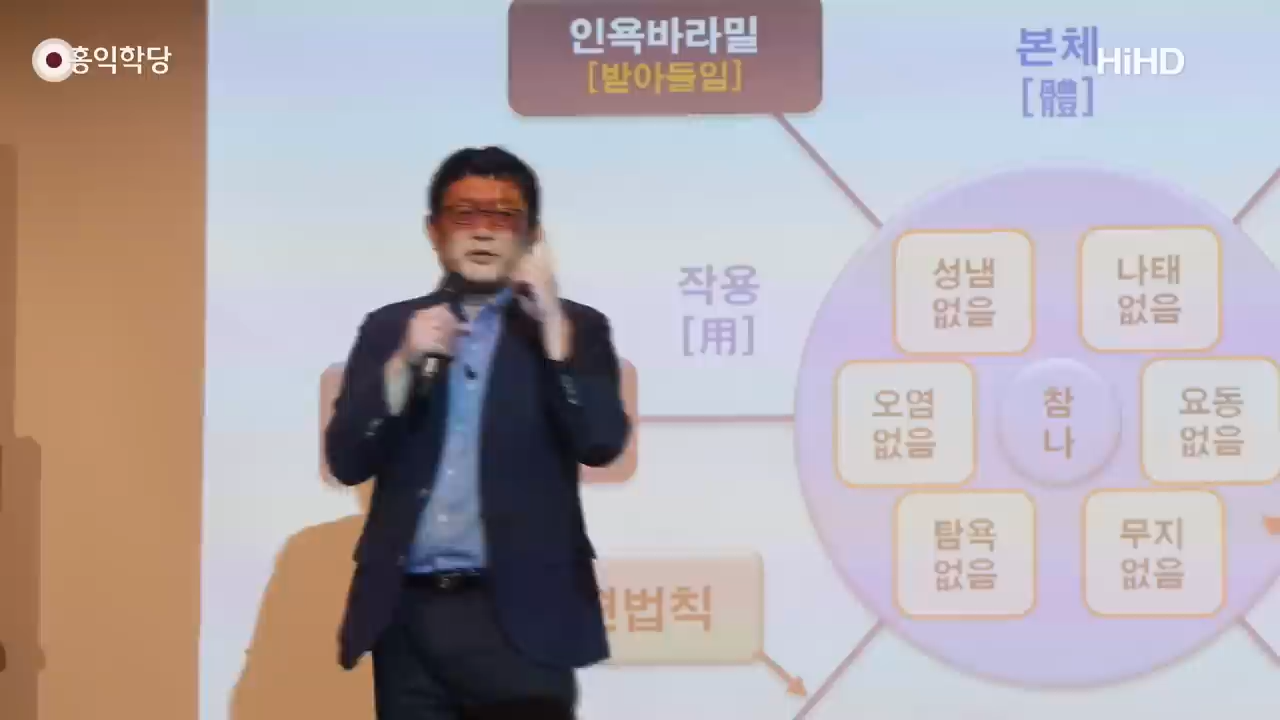 홍익학당
인욕바라밀
[받아들임]
본체
[體]
HiHD
작용
[用]
성냄
없음
나태
없음
오염
없음
참
나
요동
없음
탐욕
없음
무지
없음
법칙